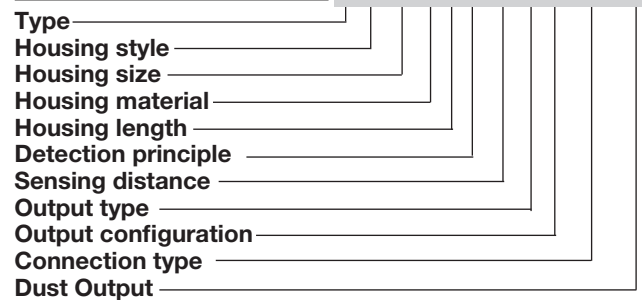 Type
Housing style
Housing size
Housing material
Housing length
Detection principle
Sensing distance
Output type
Output configuration
Connection type
Dust Output